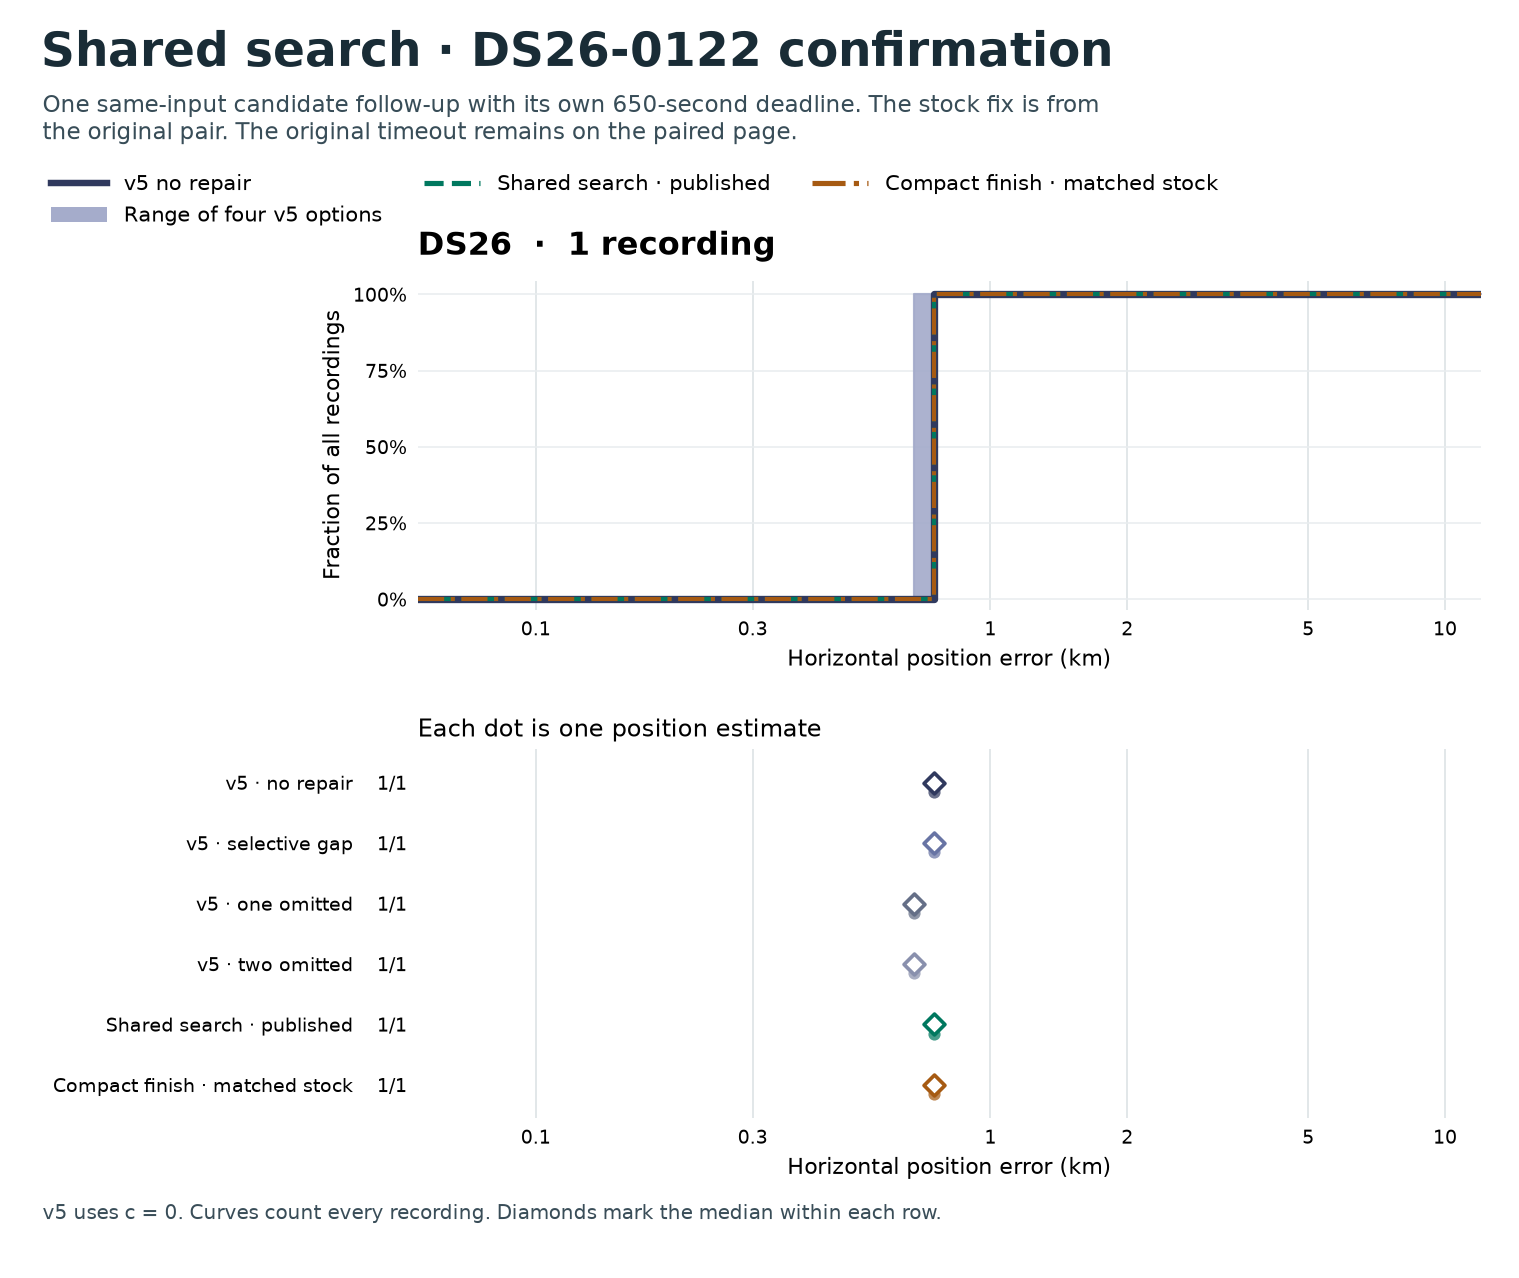 Shared search · DS26-0122 confirmation
One same-input candidate follow-up with its own 650-second deadline. The stock fix is from
the original pair. The original timeout remains on the paired page.
v5 no repair
Shared search · published
Compact finish · matched stock
Range of four v5 options
DS26 · 1 recording
Fraction of all recordings
100%
75%
50%
25%
0%
0.1 0.3 1 2 5 10
Horizontal position error (km)
Each dot is one position estimate
v5 · no repair 1/1
v5 · selective gap 1/1
v5 · one omitted 1/1
v5 · two omitted 1/1
Shared search · published 1/1
Compact finish · matched stock 1/1
0.1 0.3 1 2 5 10
Horizontal position error (km)
v5 uses c = 0. Curves count every recording. Diamonds mark the median within each row.